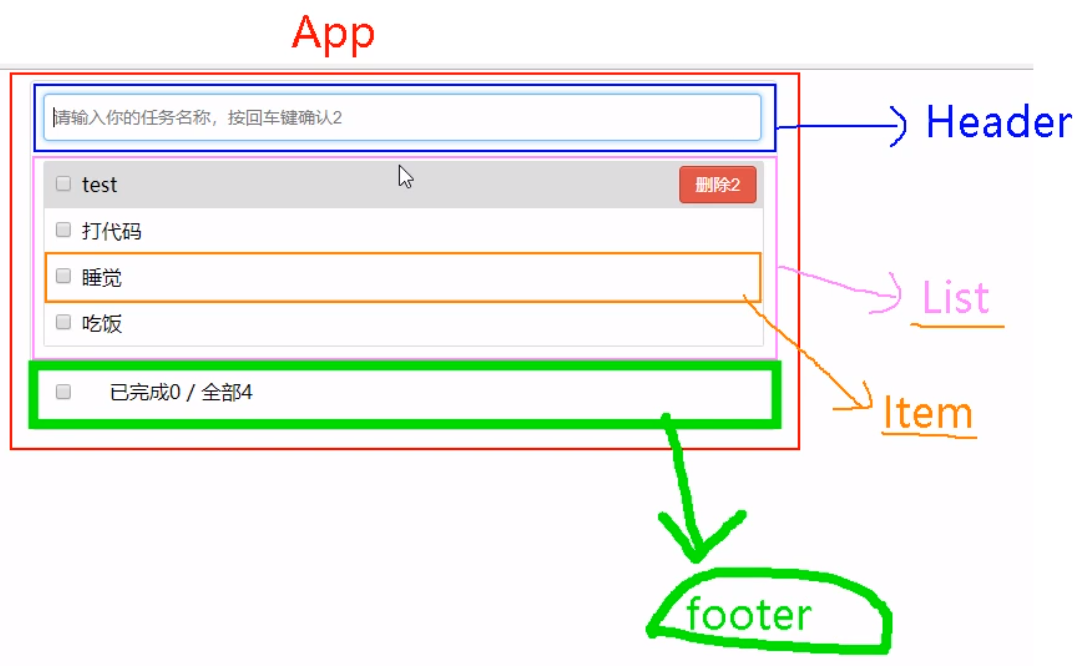 App
请输入你的任务名称，按回车键确认2
Header
test
删除2
打代码
睡觉
List
吃饭
Item
已完成0 / 全部4
footer